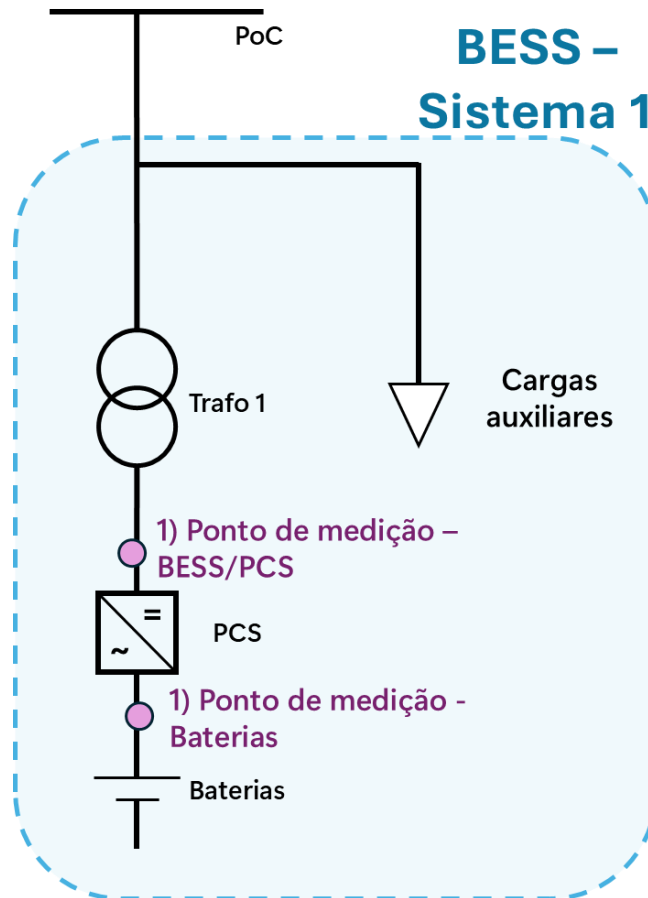 PoC
BESS –
Sistema 1
Trafo 1
Cargas
auxiliares
1) Ponto de medição –
BESS/PCS
=
~
PCS
1) Ponto de medição -
Baterias
Baterias